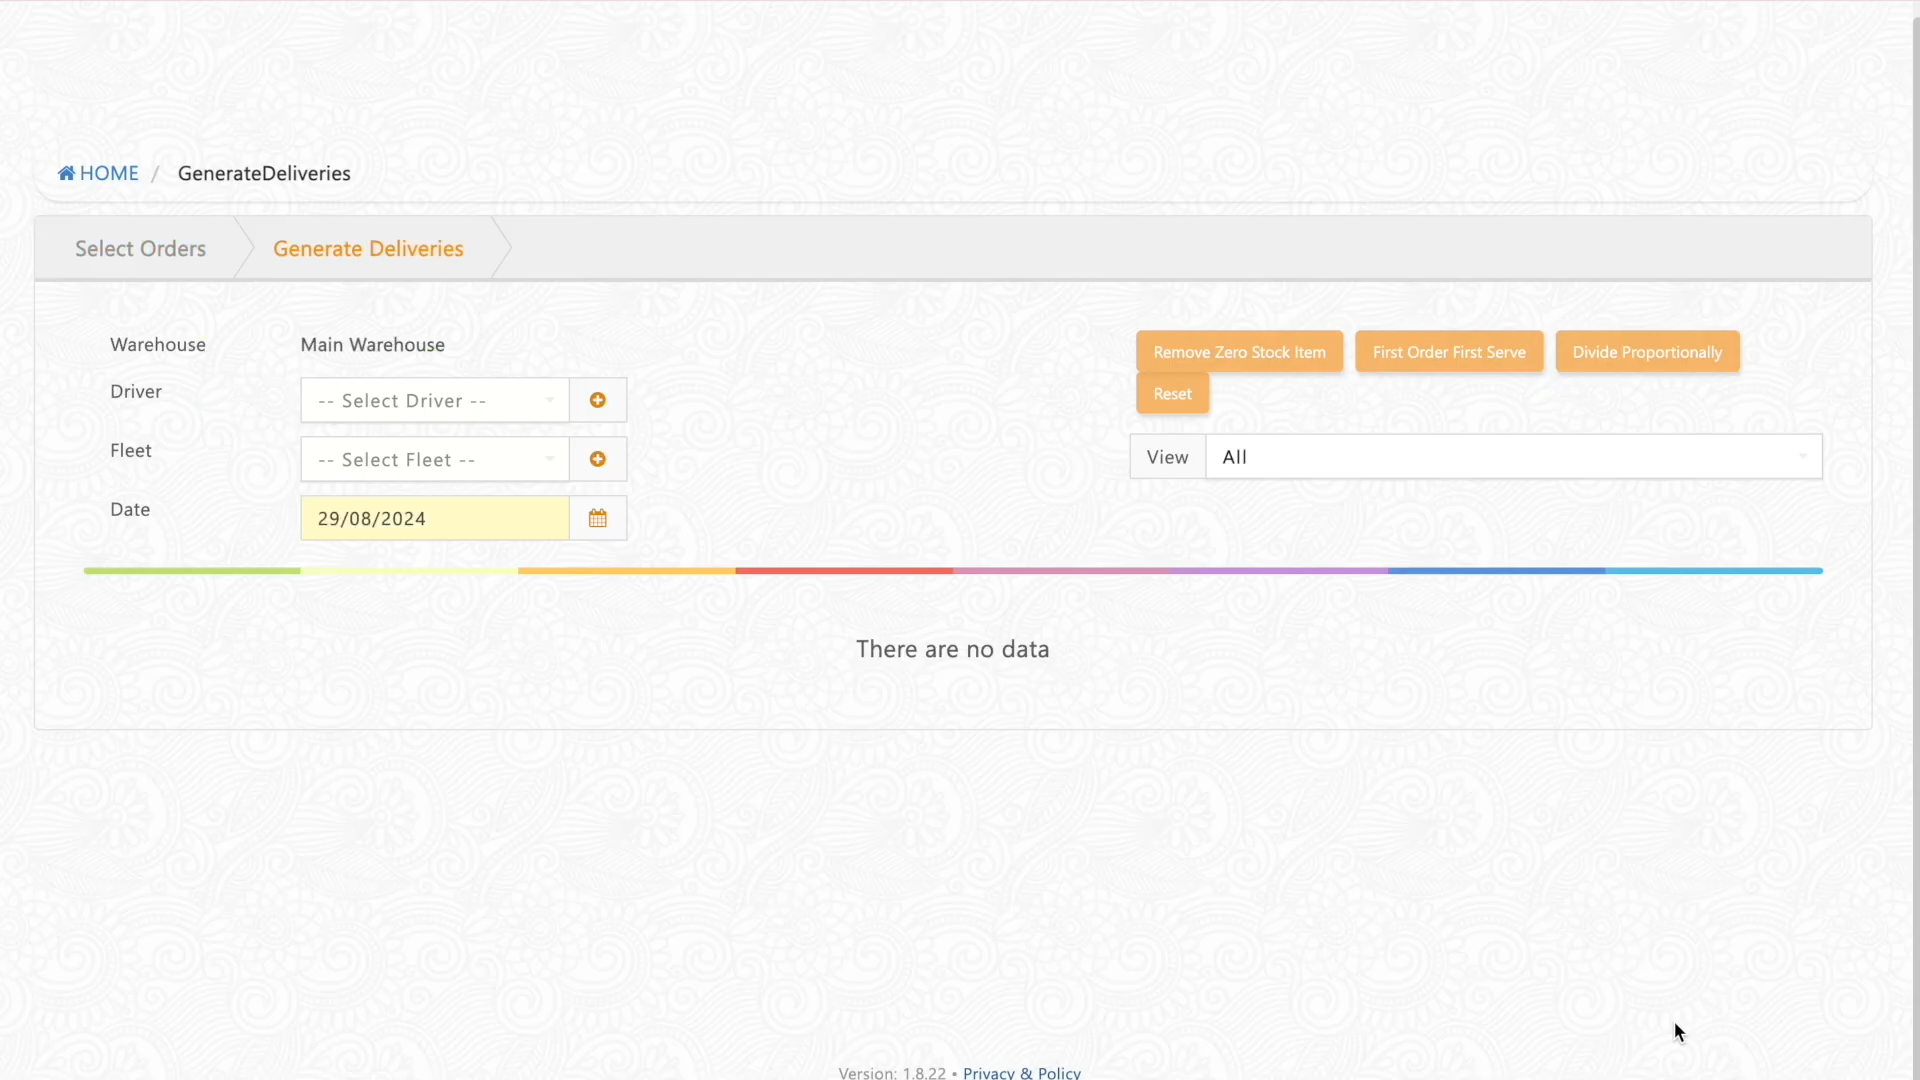 HOME / GenerateDeliveries
Select Orders
Generate Deliveries
Warehouse
Main Warehouse
Remove Zero Stock Item
First Order First Serve
Divide Proportionally
Driver
-- Select Driver --
Reset
Fleet
-- Select Fleet --
View
All
Date
29/08/2024
There are no data
Version: 1.8.22 • Privacy & Policy